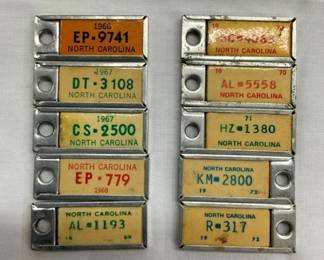 1966
EP•9741
NORTH CAROLINA
1967
DT•3108
NORTH CAROLINA
1967
CS•2500
NORTH CAROLINA
NORTH CAROLINA
EP•779
1968
NORTH CAROLINA
AL•1193
19 69
19
NORTH CAROLINA
19 70
AL•5558
NORTH CAROLINA
71
HZ•1380
NORTH CAROLINA
NORTH CAROLINA
KM•2800
19 72
NORTH CAROLINA
R•317
19 73